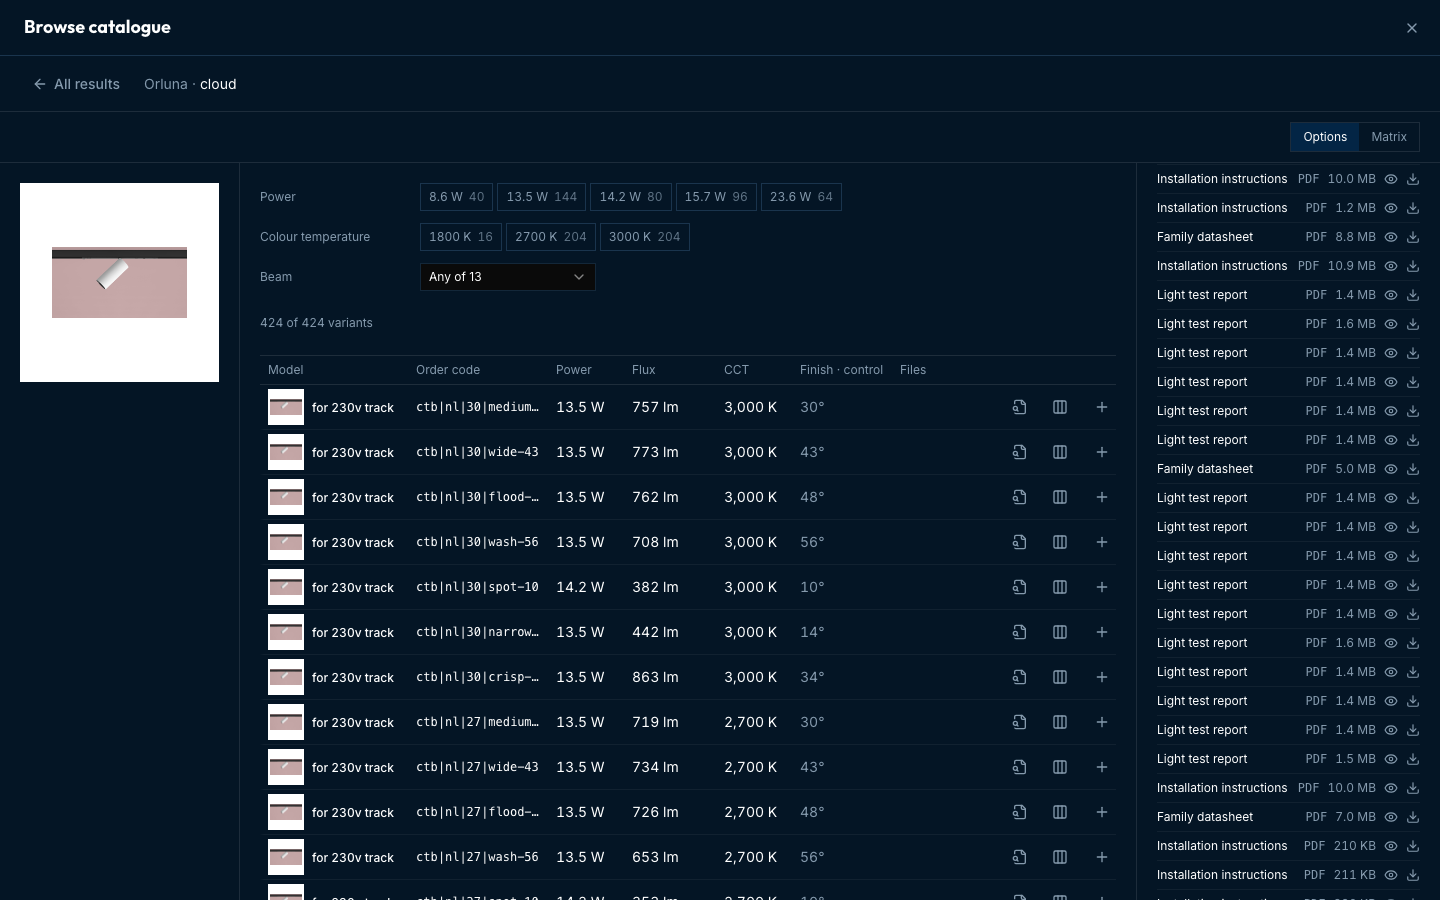 Browse catalogue
All results Orluna · cloud
Options Matrix
Power 8.6 W 40 13.5 W 144 14.2 W 80 15.7 W 96 23.6 W 64
Colour temperature 1800 K 16 2700 K 204 3000 K 204
Beam Any of 13
424 of 424 variants
Model Order code Power Flux CCT Finish · control Files
for 230v track ctb|nl|30|medium… 13.5 W 757 lm 3,000 K 30°
for 230v track ctb|nl|30|wide-43 13.5 W 773 lm 3,000 K 43°
for 230v track ctb|nl|30|flood-… 13.5 W 762 lm 3,000 K 48°
for 230v track ctb|nl|30|wash-56 13.5 W 708 lm 3,000 K 56°
for 230v track ctb|nl|30|spot-10 14.2 W 382 lm 3,000 K 10°
for 230v track ctb|nl|30|narrow… 13.5 W 442 lm 3,000 K 14°
for 230v track ctb|nl|30|crisp-… 13.5 W 863 lm 3,000 K 34°
for 230v track ctb|nl|27|medium… 13.5 W 719 lm 2,700 K 30°
for 230v track ctb|nl|27|wide-43 13.5 W 734 lm 2,700 K 43°
for 230v track ctb|nl|27|flood-… 13.5 W 726 lm 2,700 K 48°
for 230v track ctb|nl|27|wash-56 13.5 W 653 lm 2,700 K 56°
Installation instructions PDF 10.0 MB
Installation instructions PDF 1.2 MB
Family datasheet PDF 8.8 MB
Installation instructions PDF 10.9 MB
Light test report PDF 1.4 MB
Light test report PDF 1.6 MB
Light test report PDF 1.4 MB
Light test report PDF 1.4 MB
Light test report PDF 1.4 MB
Light test report PDF 1.4 MB
Family datasheet PDF 5.0 MB
Light test report PDF 1.4 MB
Light test report PDF 1.4 MB
Light test report PDF 1.4 MB
Light test report PDF 1.4 MB
Light test report PDF 1.4 MB
Light test report PDF 1.6 MB
Light test report PDF 1.4 MB
Light test report PDF 1.4 MB
Light test report PDF 1.4 MB
Light test report PDF 1.5 MB
Installation instructions PDF 10.0 MB
Family datasheet PDF 7.0 MB
Installation instructions PDF 210 KB
Installation instructions PDF 211 KB